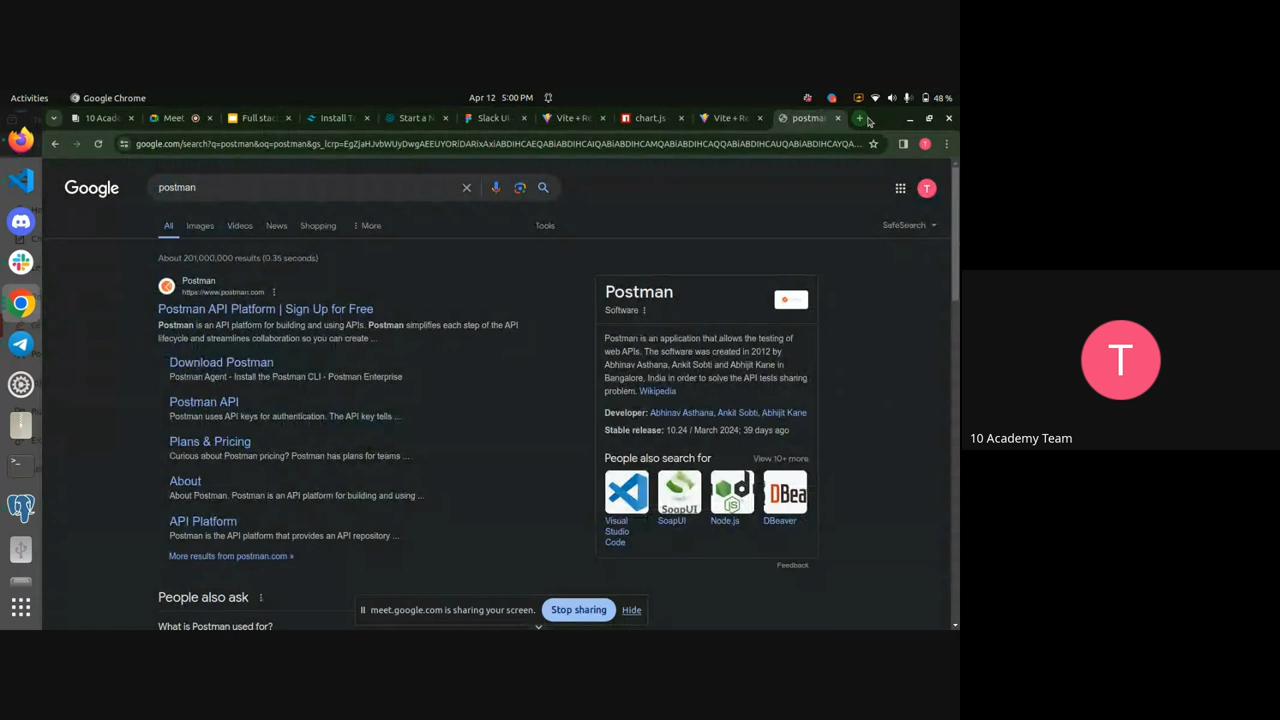 Activities
Google Chrome
Apr 12 5:00 PM
48 %
10 Acad
Meet
Full stac
Install T
Start a N
Slack UI
Vite + Re
chart.js
Vite + Re
postma
google.com/search?q=postman&oq=postman&gs_lcrp=EgZjaHJvbWUyDwgAEEUYORiDARixAxiABDIHCAEQABiABDIHCAIQABiABDIHCAMQABiABDIHCAQQABiABDIHCAUQABiABDIHCAYQA...
Google
postman
T
All
Images
Videos
News
Shopping
More
Tools
SafeSearch
About 201,000,000 results (0.35 seconds)
Postman
https://www.postman.com
Postman API Platform | Sign Up for Free
Postman is an API platform for building and using APIs. Postman simplifies each step of the API
lifecycle and streamlines collaboration so you can create ...
Download Postman
Postman Agent - Install the Postman CLI - Postman Enterprise
Postman API
Postman uses API keys for authentication. The API key tells ...
Plans & Pricing
Curious about Postman pricing? Postman has plans for teams ...
About
About Postman. Postman is an API platform for building and using ...
API Platform
Postman is the API platform that provides an API repository ...
More results from postman.com »
People also ask
What is Postman used for?
Postman
Software
Postman is an application that allows the testing of
web APIs. The software was created in 2012 by
Abhinav Asthana, Ankit Sobti and Abhijit Kane in
Bangalore, India in order to solve the API tests sharing
problem. Wikipedia
Developer: Abhinav Asthana, Ankit Sobti, Abhijit Kane
Stable release: 10.24 / March 2024; 39 days ago
People also search for
View 10+ more
SoapUI
JS
DBea
Visual
Studio
Code
SoapUI
Node.js
DBeaver
Feedback
meet.google.com is sharing your screen.
Stop sharing
Hide
T
10 Academy Team